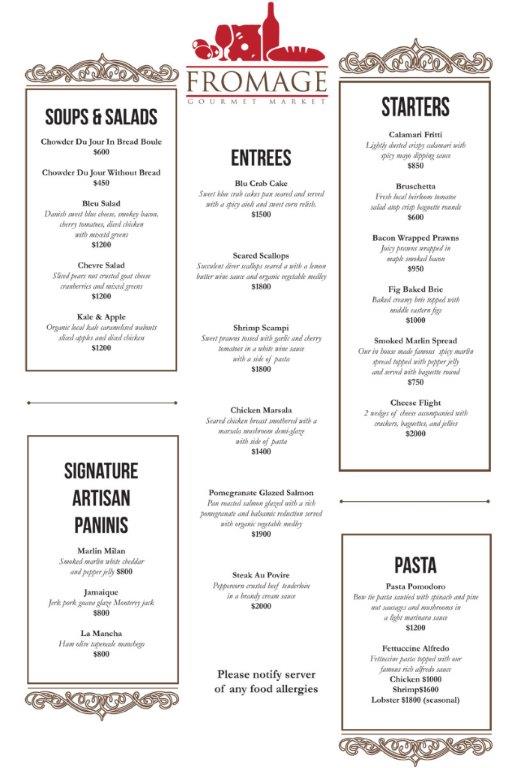 FROMAGE
GOURMET MARKET
SOUPS & SALADS
Chowder Du Jour In Bread Boule
$600
Chowder Du Jour Without Bread
$450
Bleu Salad
Danish sweet blue cheese, smokey bacon,
cherry tomatoes, diced chicken
with mixed greens
$1200
Chevre Salad
Sliced pears nut crusted goat cheese
cranberries and mixed greens
$1200
Kale & Apple
Organic local kale caramelised walnuts
sliced apples and diced chicken
$1200
SIGNATURE
ARTISAN
PANINIS
Marlin Milan
Smoked marlin white cheddar
and pepper jelly $800
Jamaique
Jerk pork guava glaze Monterey jack
$800
La Mancha
Ham olive tapenade manchego
$800
ENTREES
Blu Crab Cake
Sweet blue crab cakes pan seared and served
with a spicy aioli and sweet corn relish.
$1500
Seared Scallops
Succulent diver scallops seared with a lemon
butter wine sauce and organic vegetable medley
$1800
Shrimp Scampi
Sweet prawns tossed with garlic and cherry
tomatoes in a white wine sauce
with a side of pasta
$1800
Chicken Marsala
Seared chicken breast smothered with a
marsala mushroom demi-glaze
with side of pasta
$1400
Pomegranate Glazed Salmon
Pan roasted salmon glazed with a rich
pomegranate and balsamic reduction served
with organic vegetable medley
$1900
Steak Au Povire
Peppercorn crusted beef tenderloin
in a brandy cream sauce
$2000
Please notify server
of any food allergies
STARTERS
Calamari Fritti
Lightly dusted crispy calamari with
spicy mayo dipping sauce
$850
Bruschetta
Fresh local heirloom tomatoe
salad atop crisp baguette rounds
$600
Bacon Wrapped Prawns
Juicy prawns wrapped in
maple smoked bacon
$950
Fig Baked Brie
Baked creamy brie topped with
middle eastern figs
$1000
Smoked Marlin Spread
Our in house made famous spicy marlin
spread topped with pepper jelly
and served with baguette round
$750
Cheese Flight
2 wedges of cheese accompanied with
crackers, baguettes, and jellies
$2000
PASTA
Pasta Pomodoro
Bow tie pasta sautéed with spinach and pine
nut sausages and mushrooms in
a light marinara sauce
$1200
Fettuccine Alfredo
Fettuccine pasta topped with our
famous rich alfredo sauce
Chicken $1000
Shrimp$1600
Lobster $1800 (seasonal)